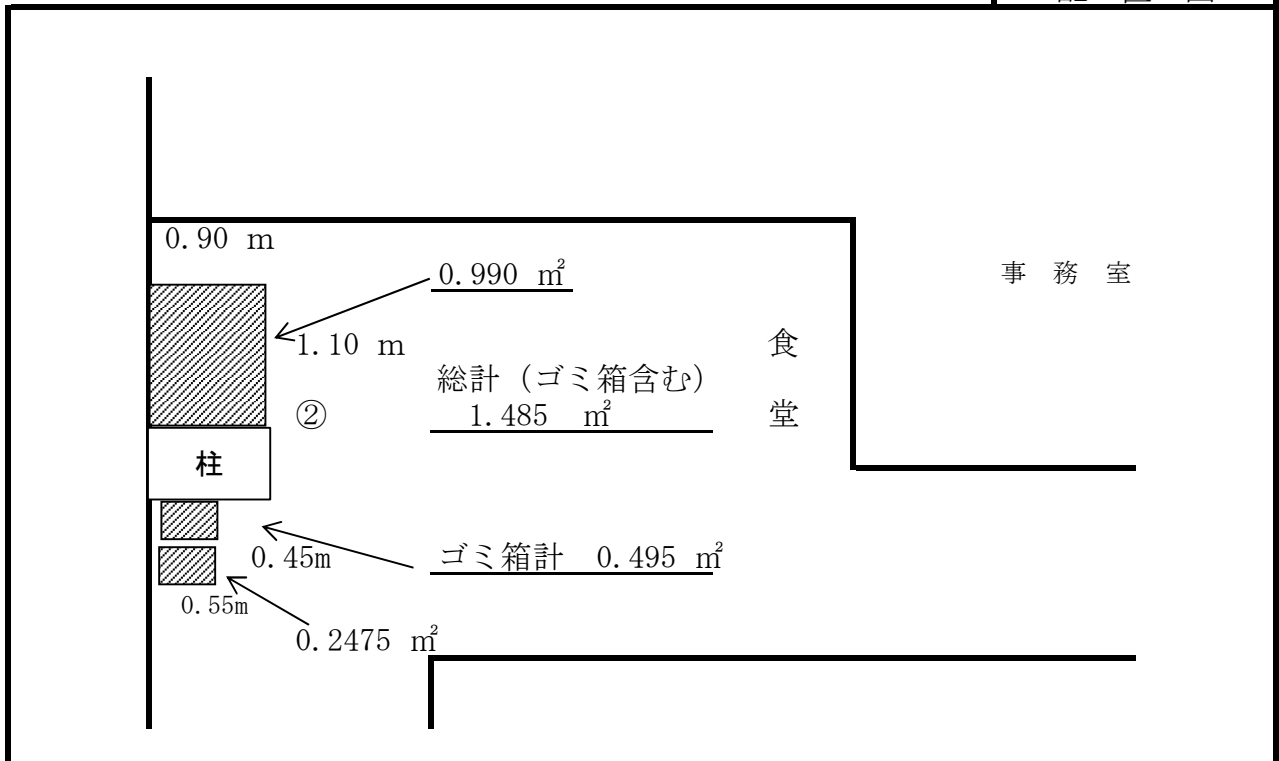 0.90 m
0.990 ㎡
事 務 室
1.10 m
食
総計（ゴミ箱含む）
②
1.485 ㎡
堂
柱
0.45m
ゴミ箱計 0.495 ㎡
0.55m
0.2475 ㎡